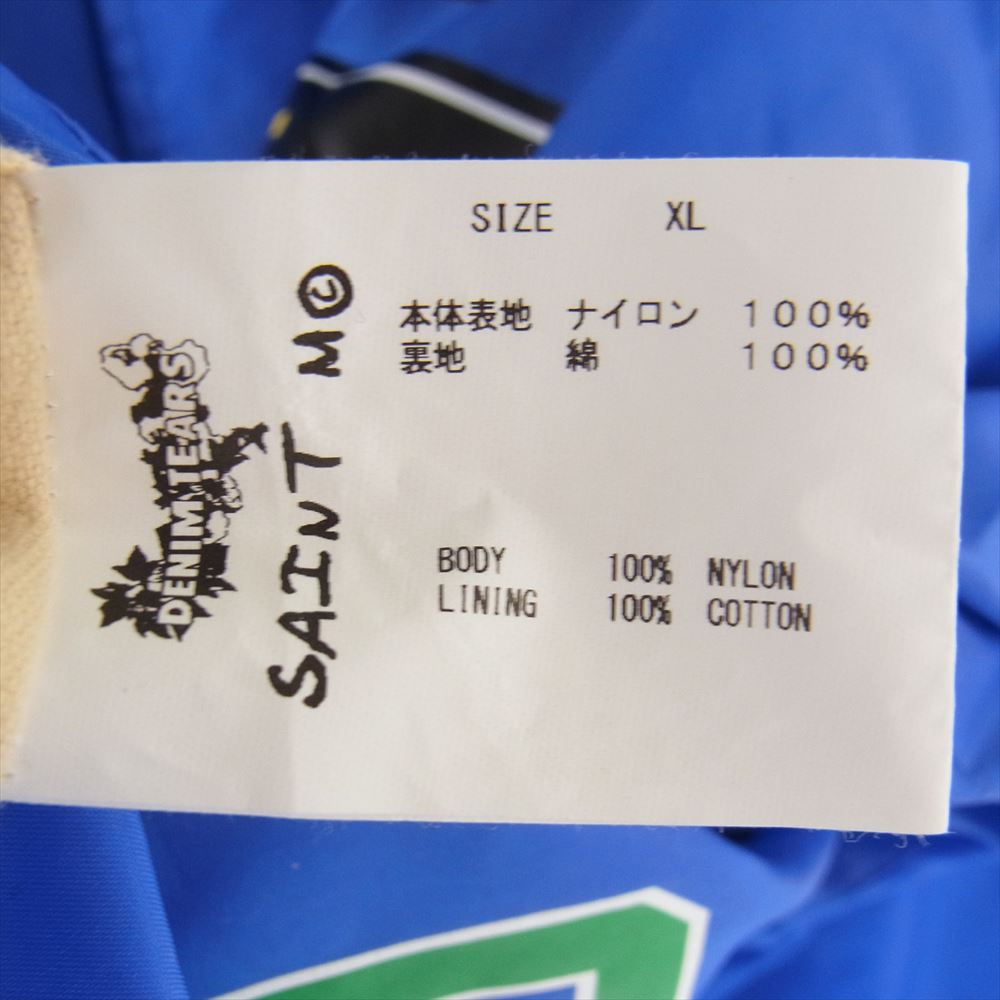 DENIM TEARS
SAINT M ©
SIZE XL
本体表地 ナイロン 100%
裏地 綿 100%
BODY 100% NYLON
LINING 100% COTTON